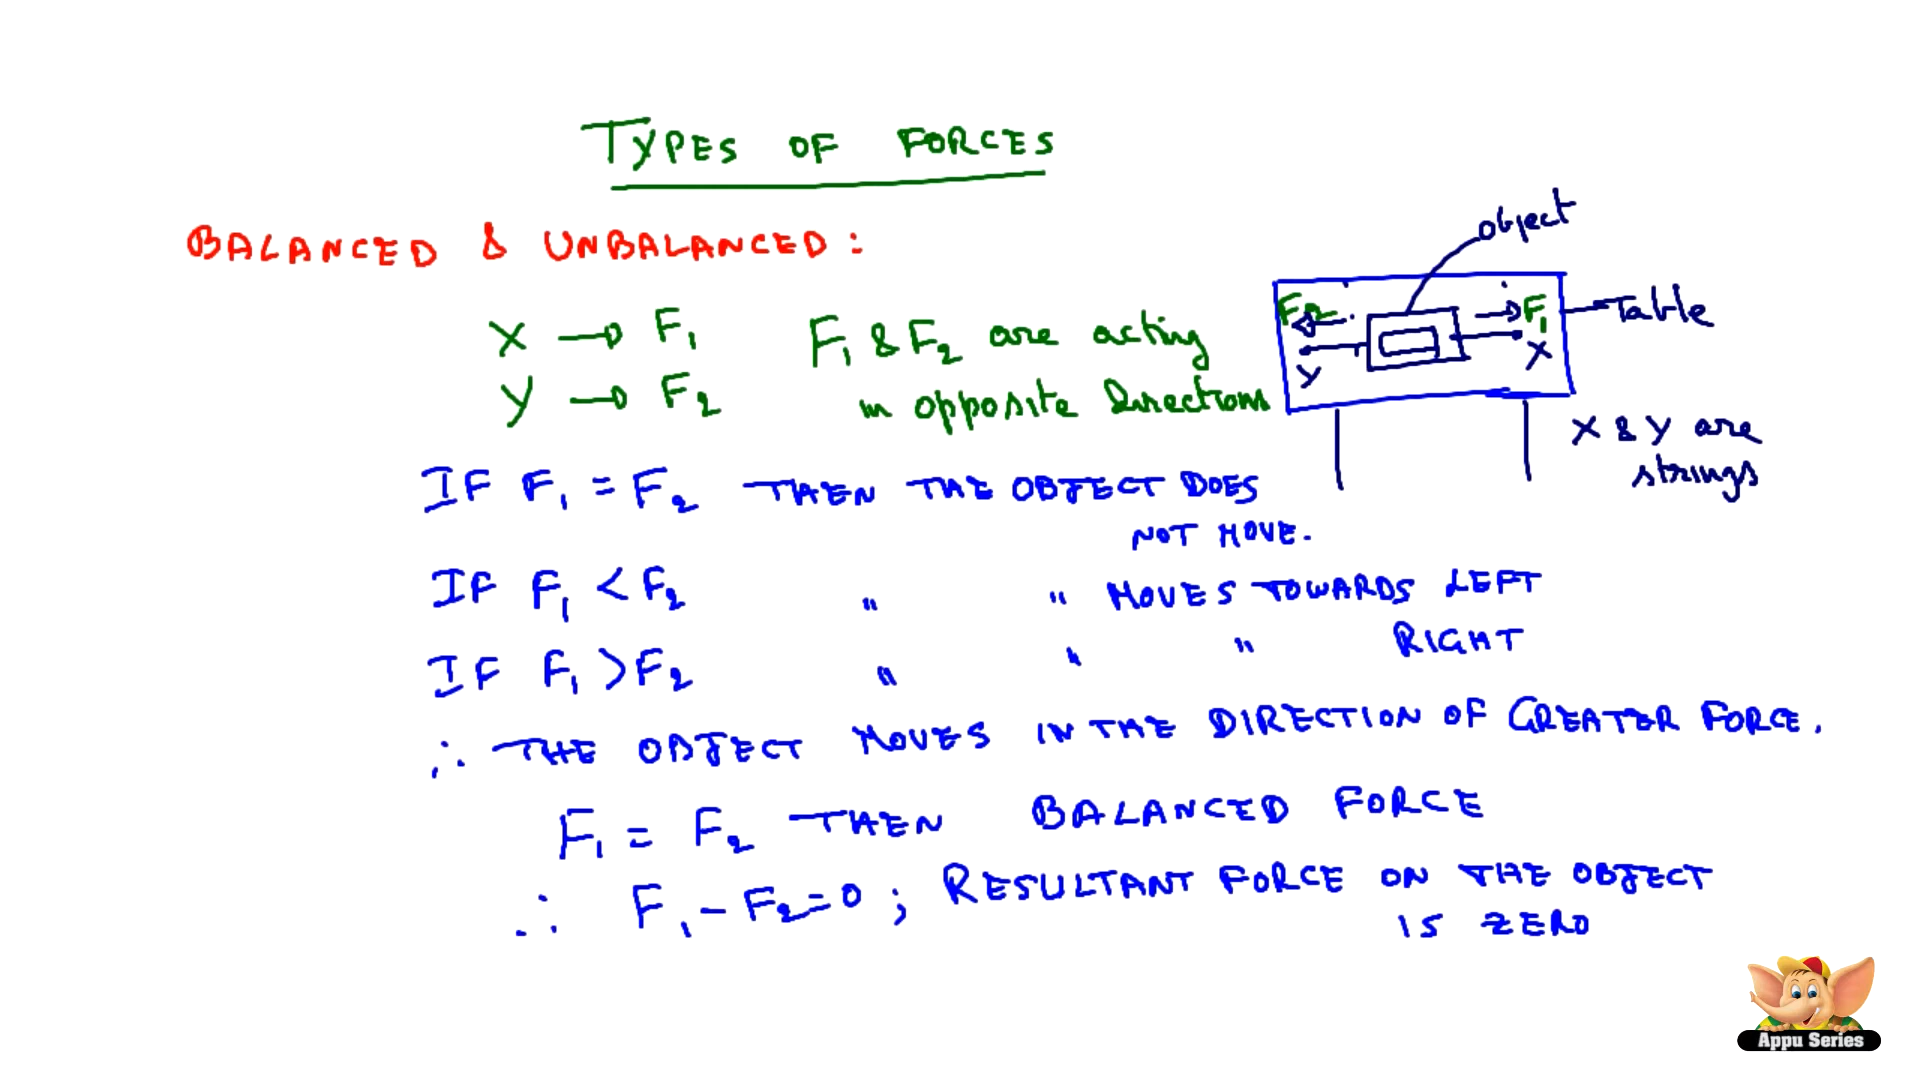 TYPES OF FORCES
BALANCED & UNBALANCED :
object
F2 F1 Table
Y X
X → F1 F1 & F2 are acting
Y → F2 in opposite Directions
X & Y are
strings
IF F1 = F2 THEN THE OBJECT DOES
NOT MOVE.
IF F1 < F2 " " MOVES TOWARDS LEFT
IF F1 > F2 " " " RIGHT
∴ THE OBJECT MOVES IN THE DIRECTION OF GREATER FORCE.
F1 = F2 THEN BALANCED FORCE
∴ F1 - F2 = 0 ; RESULTANT FORCE ON THE OBJECT
IS ZERO
Appu Series